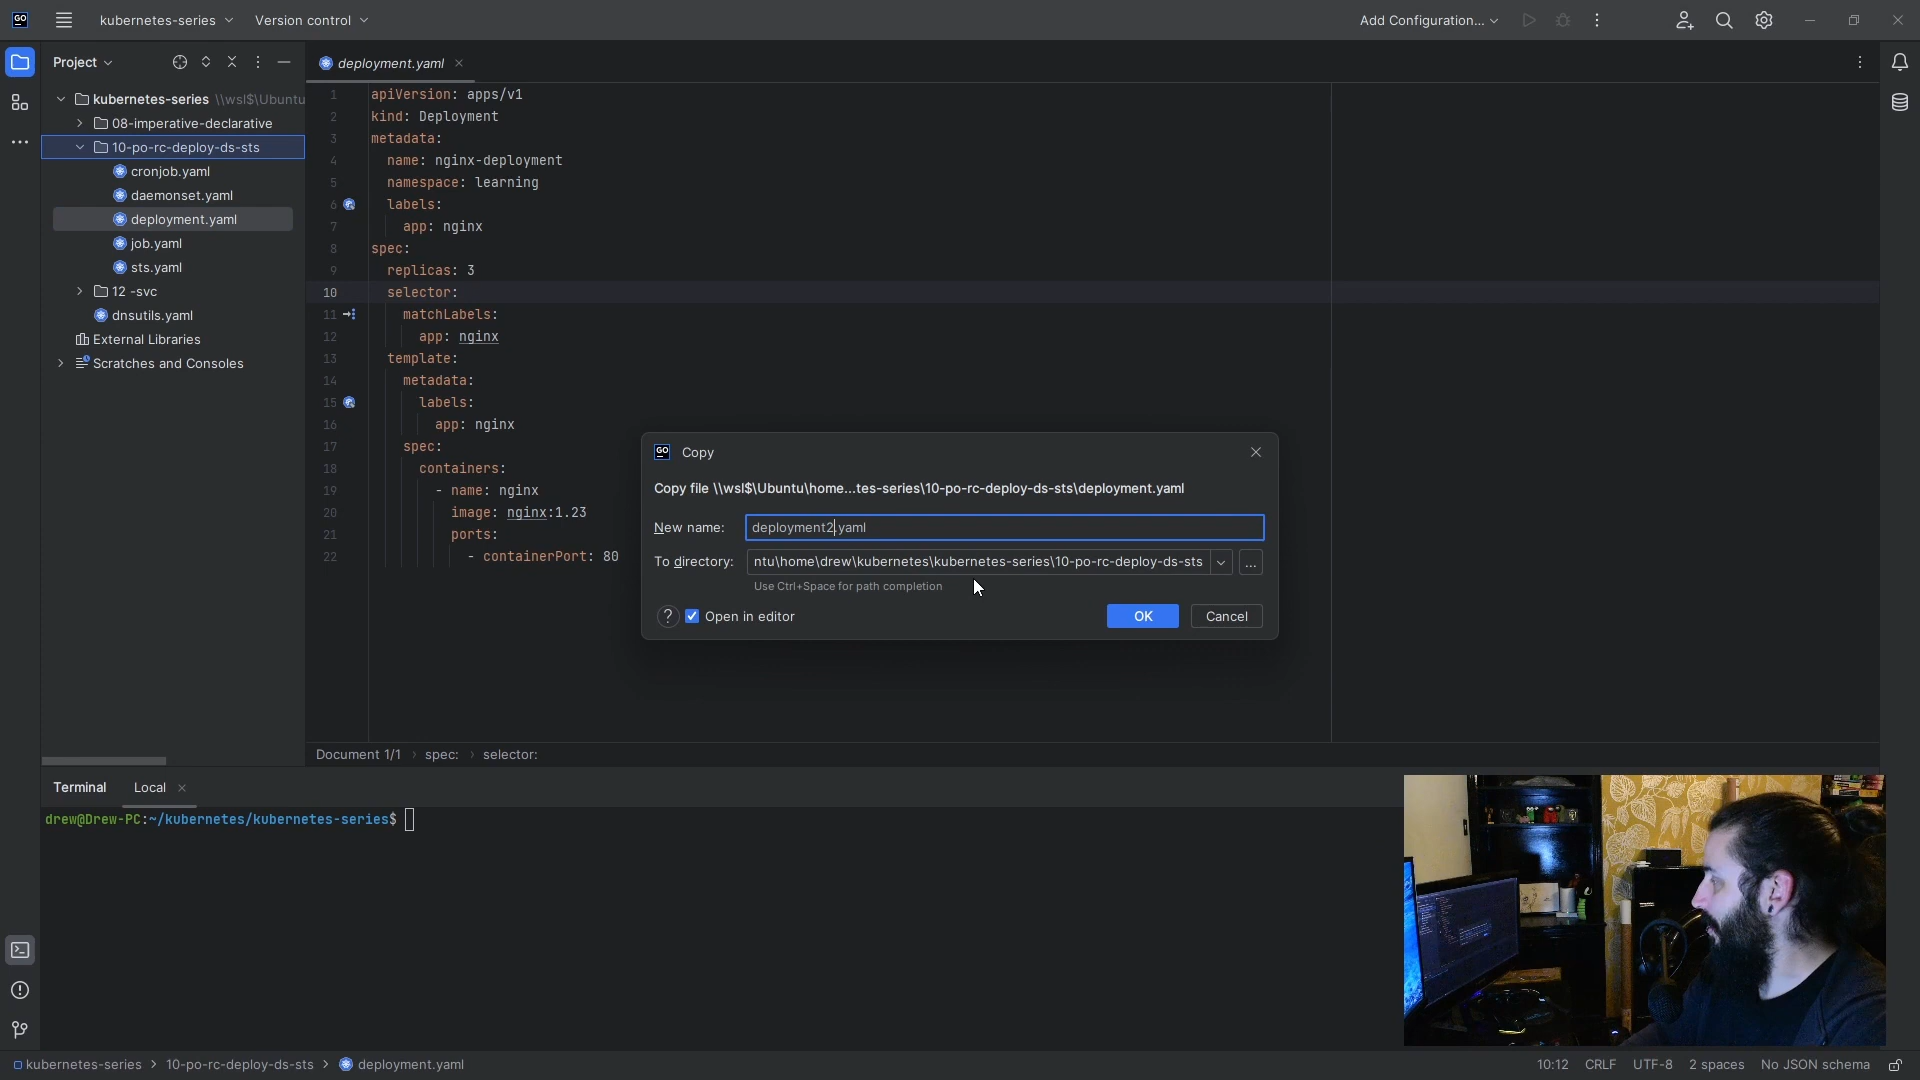 GO
kubernetes-series
Version control
Add Configuration...
Project
deployment.yaml
kubernetes-series \\wsl$\Ubuntu
08-imperative-declarative
10-po-rc-deploy-ds-sts
cronjob.yaml
daemonset.yaml
deployment.yaml
job.yaml
sts.yaml
12 -svc
dnsutils.yaml
External Libraries
Scratches and Consoles
1 apiVersion: apps/v1
2 kind: Deployment
3 metadata:
4 name: nginx-deployment
5 namespace: learning
6 labels:
7 app: nginx
8 spec:
9 replicas: 3
10 selector:
11 matchLabels:
12 app: nginx
13 template:
14 metadata:
15 labels:
16 app: nginx
17 spec:
18 containers:
19 - name: nginx
20 image: nginx:1.23
21 ports:
22 - containerPort: 80
GO Copy
Copy file \\wsl$\Ubuntu\home...tes-series\10-po-rc-deploy-ds-sts\deployment.yaml
New name: deployment2.yaml
To directory: ntu\home\drew\kubernetes\kubernetes-series\10-po-rc-deploy-ds-sts ...
Use Ctrl+Space for path completion
? Open in editor OK Cancel
Document 1/1 › spec: › selector:
Terminal Local
drew@Drew-PC:~/kubernetes/kubernetes-series$
kubernetes-series > 10-po-rc-deploy-ds-sts > deployment.yaml
10:12 CRLF UTF-8 2 spaces No JSON schema